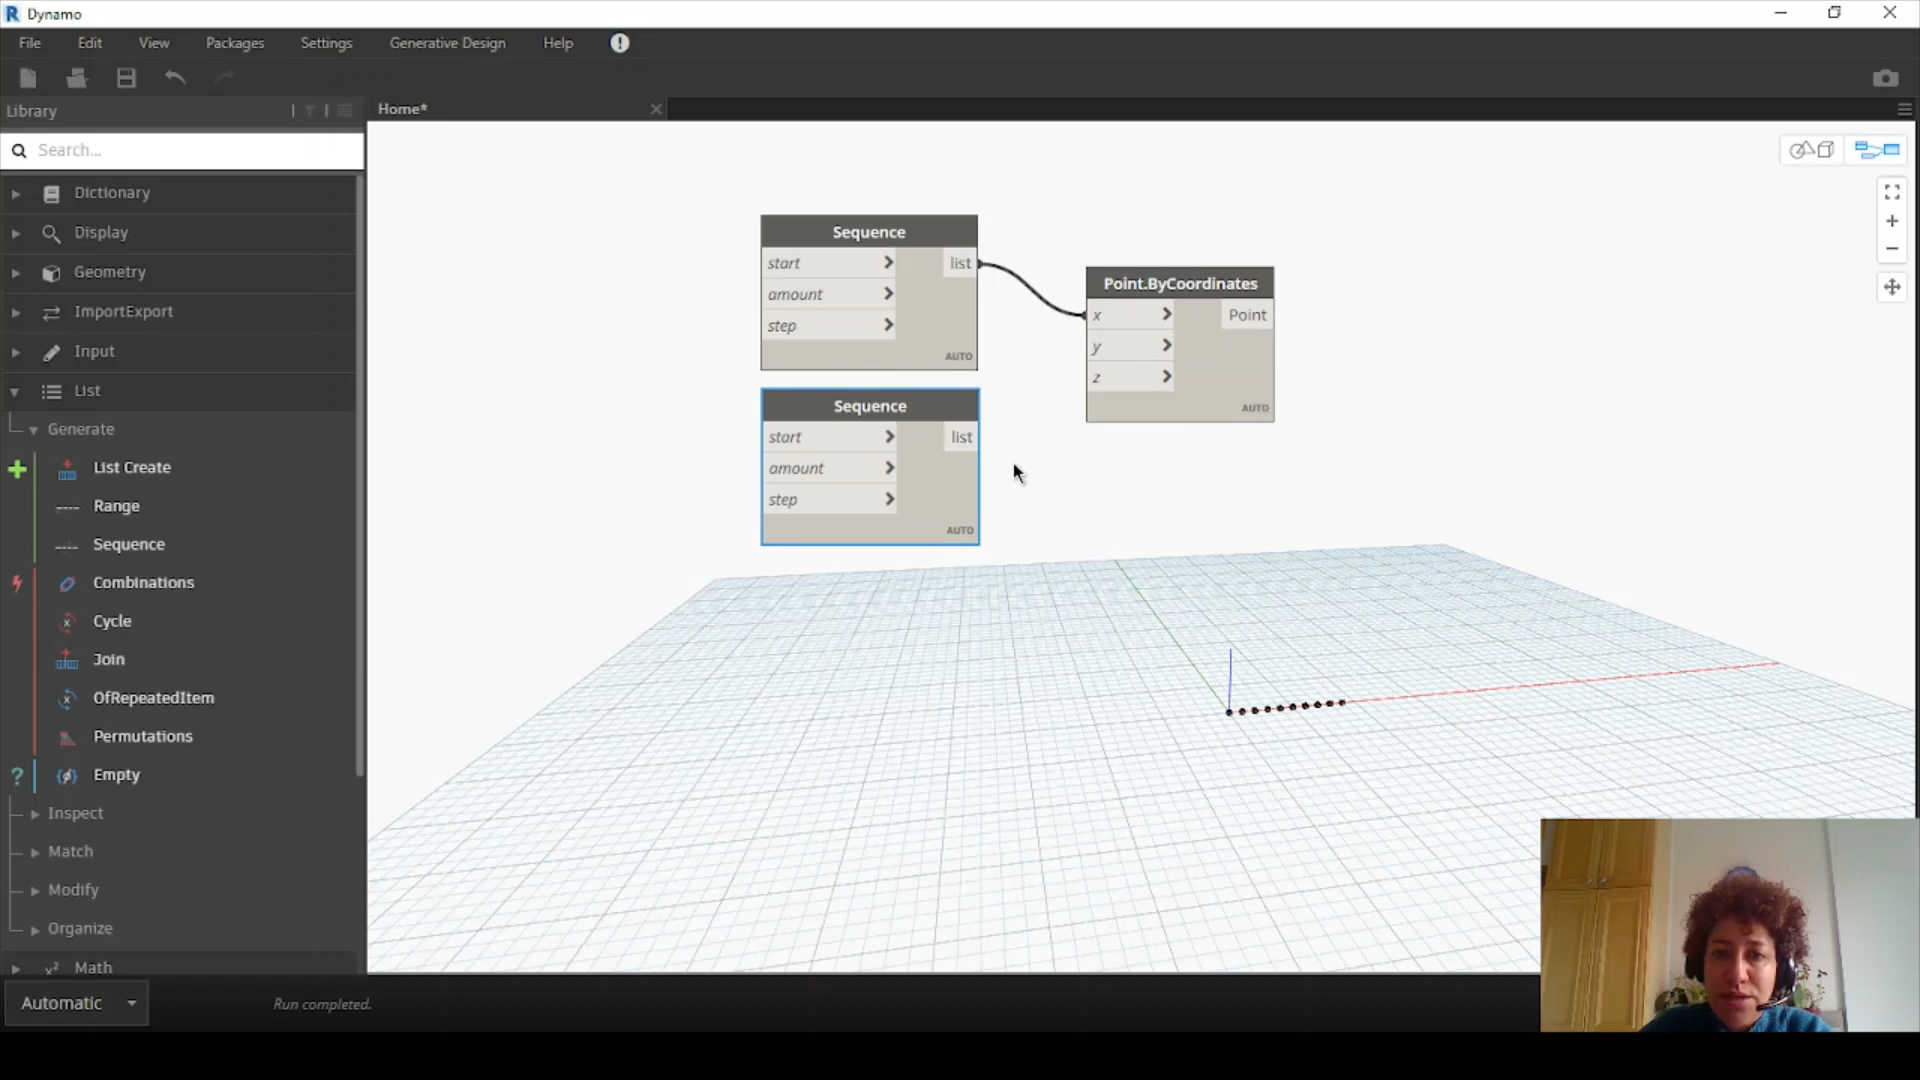 Dynamo
File Edit View Packages Settings Generative Design Help
Library
Home*
Search...
Dictionary
Display
Geometry
ImportExport
Input
List
Generate
List Create
Range
Sequence
Combinations
Cycle
Join
OfRepeatedItem
Permutations
Empty
Inspect
Match
Modify
Organize
Math
Sequence
start list
amount
step
AUTO
Sequence
start list
amount
step
AUTO
Point.ByCoordinates
x Point
y
z
AUTO
Automatic
Run completed.